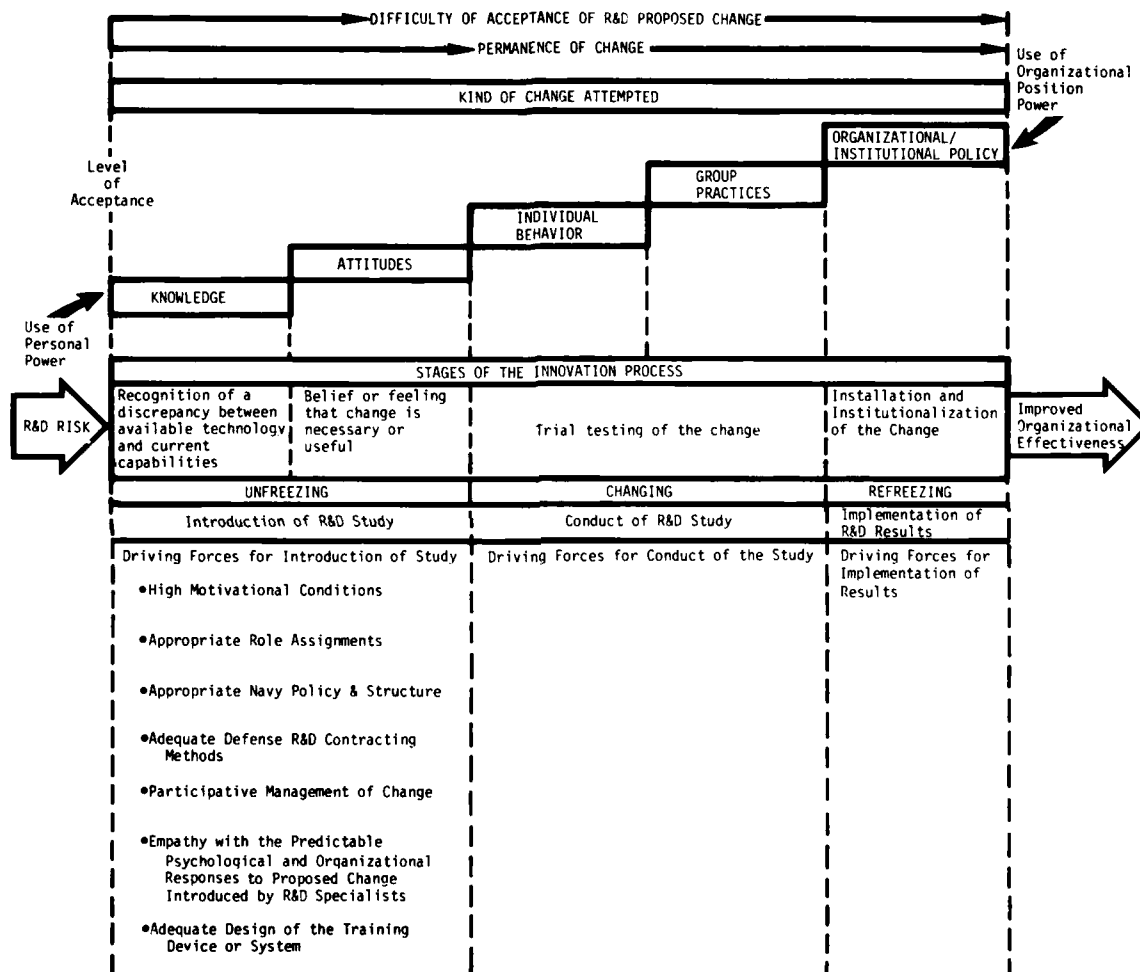 DIFFICULTY OF ACCEPTANCE OF R&D PROPOSED CHANGE
PERMANENCE OF CHANGE
Use of
Organizational
Position
Power
KIND OF CHANGE ATTEMPTED
Level
of
Acceptance
ORGANIZATIONAL/
INSTITUTIONAL POLICY
GROUP
PRACTICES
INDIVIDUAL
BEHAVIOR
ATTITUDES
KNOWLEDGE
Use of
Personal
Power
STAGES OF THE INNOVATION PROCESS
R&D RISK
Recognition of a
discrepancy between
available technology
and current
capabilities
Belief or feeling
that change is
necessary or
useful
Trial testing of the change
Installation and
Institutionalization
of the Change
Improved
Organizational
Effectiveness
UNFREEZING
CHANGING
REFREEZING
Introduction of R&D Study
Conduct of R&D Study
Implementation of
R&D Results
Driving Forces for Introduction of Study
Driving Forces for Conduct of the Study
Driving Forces for
Implementation of
Results
•High Motivational Conditions
•Appropriate Role Assignments
•Appropriate Navy Policy & Structure
•Adequate Defense R&D Contracting
Methods
•Participative Management of Change
•Empathy with the Predictable
Psychological and Organizational
Responses to Proposed Change
Introduced by R&D Specialists
•Adequate Design of the Training
Device or System